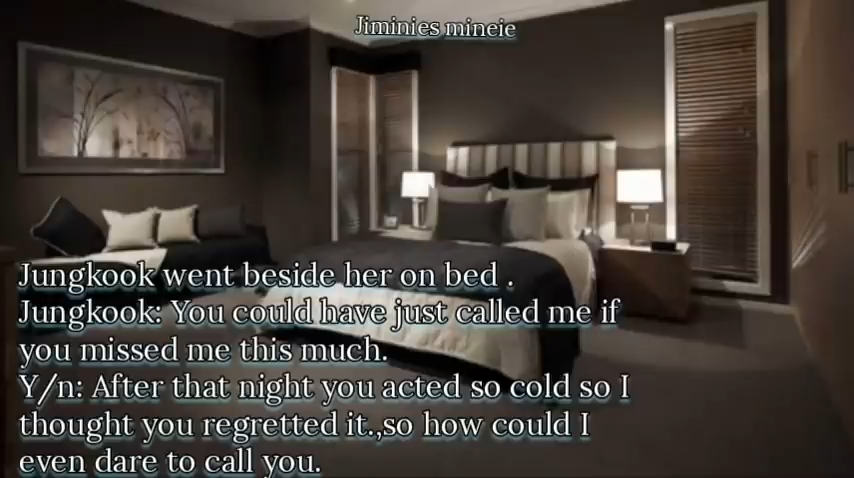 Jiminies mineie
Jungkook went beside her on bed .
Jungkook: You could have just called me if
you missed me this much.
Y/n: After that night you acted so cold so I
thought you regretted it.,so how could I
even dare to call you.